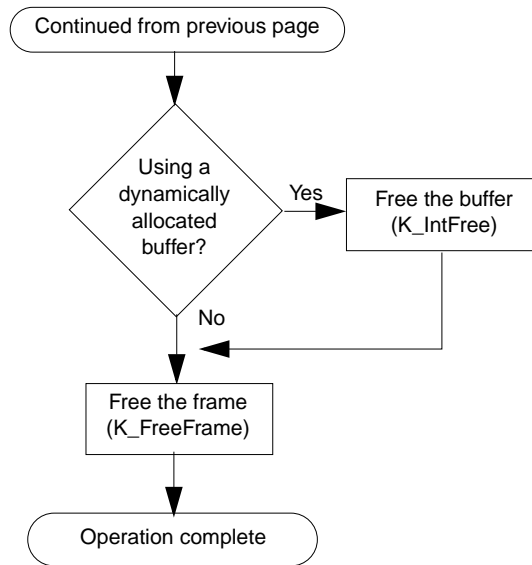 Continued from previous page
Using a
dynamically
allocated
buffer?
Yes
Free the buffer
(K_IntFree)
No
Free the frame
(K_FreeFrame)
Operation complete